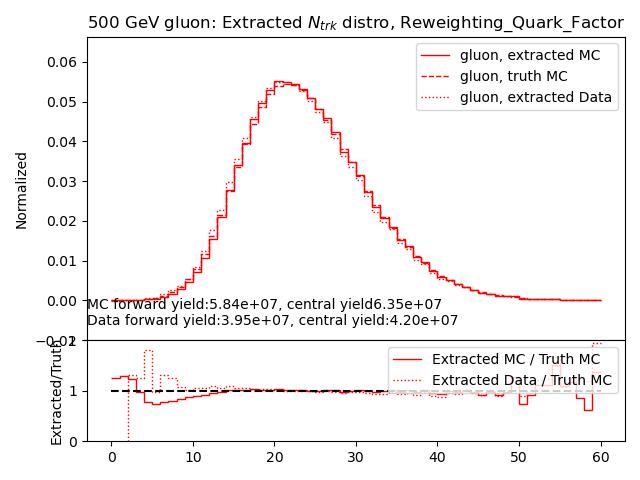 500 GeV gluon: Extracted N_trk distro, Reweighting_Quark_Factor
gluon, extracted MC
gluon, truth MC
gluon, extracted Data
Normalized
0.06
0.05
0.04
0.03
0.02
0.01
0.00
−0.01
MC forward yield:5.84e+07, central yield6.35e+07
Data forward yield:3.95e+07, central yield:4.20e+07
Extracted MC / Truth MC
Extracted Data / Truth MC
Extracted/Truth
2
1
0
0 10 20 30 40 50 60